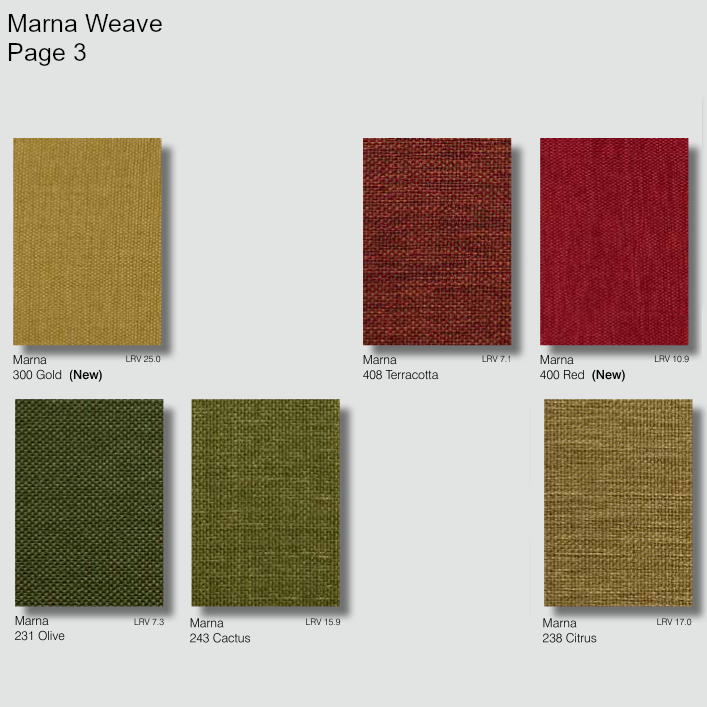 Marna Weave
Page 3
Marna LRV 25.0
300 Gold (New)
Marna LRV 7.1
408 Terracotta
Marna LRV 10.9
400 Red (New)
Marna LRV 7.3
231 Olive
Marna LRV 15.9
243 Cactus
Marna LRV 17.0
238 Citrus